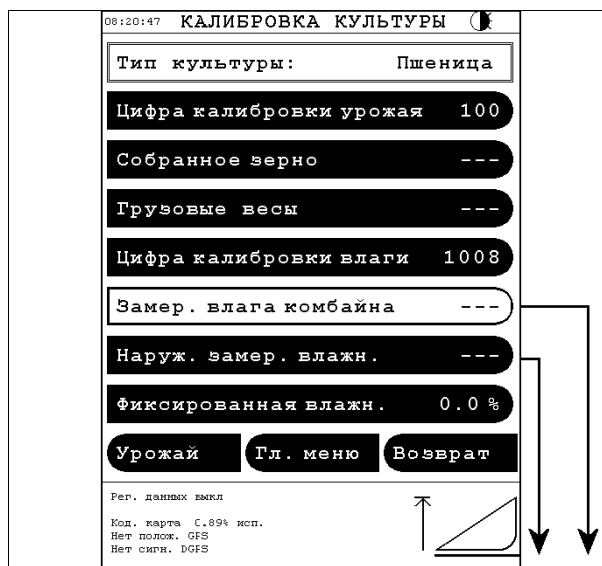 08:20:47 КАЛИБРОВКА КУЛЬТУРЫ
Тип культуры: Пшеница
Цифра калибровки урожая 100
Собранное зерно ---
Грузовые весы ---
Цифра калибровки влаги 1008
Замер. влага комбайна ---
Наруж. замер. влажн. ---
Фиксированная влажн. 0.0 %
Урожай Гл. меню Возврат
Рег. данных выкл
Код. карта 0.89% исп.
Нет полож. GPS
Нет сигн. DGPS